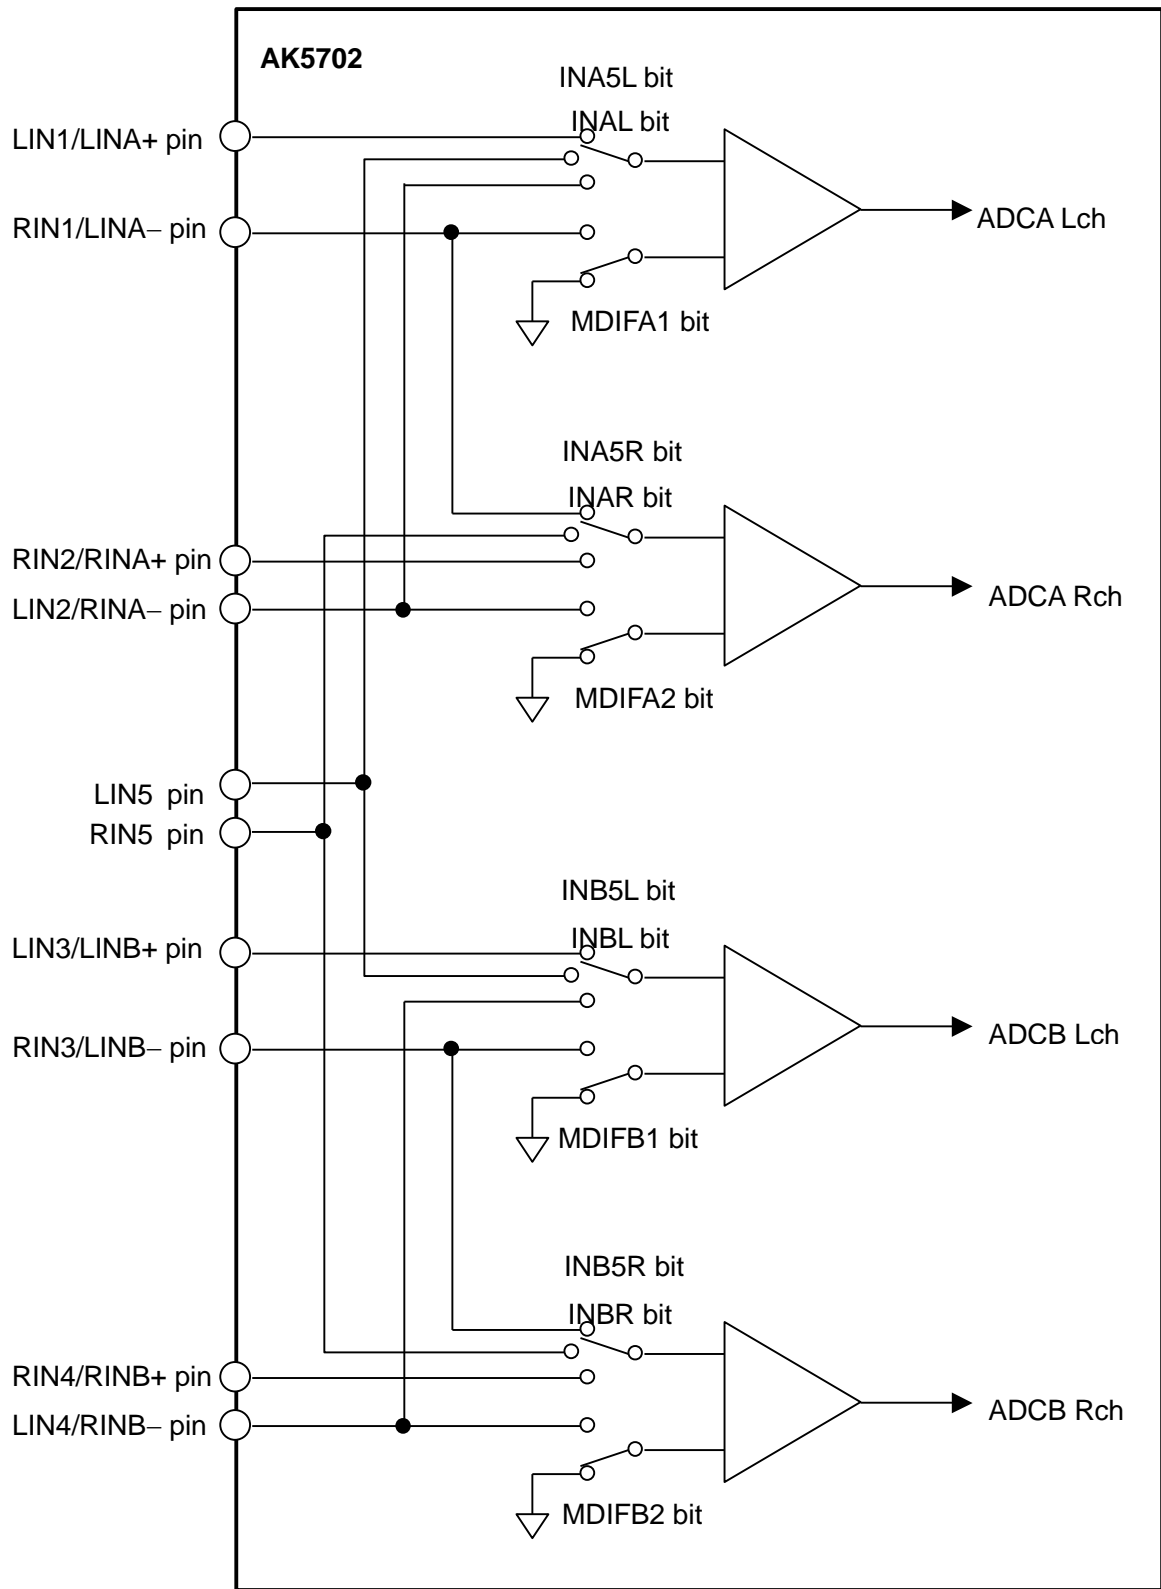 AK5702
INA5L bit
INAL bit
LIN1/LINA+ pin
RIN1/LINA− pin
ADCA Lch
MDIFA1 bit
INA5R bit
INAR bit
RIN2/RINA+ pin
LIN2/RINA− pin
ADCA Rch
MDIFA2 bit
LIN5 pin
RIN5 pin
INB5L bit
INBL bit
LIN3/LINB+ pin
RIN3/LINB− pin
ADCB Lch
MDIFB1 bit
INB5R bit
INBR bit
RIN4/RINB+ pin
LIN4/RINB− pin
ADCB Rch
MDIFB2 bit